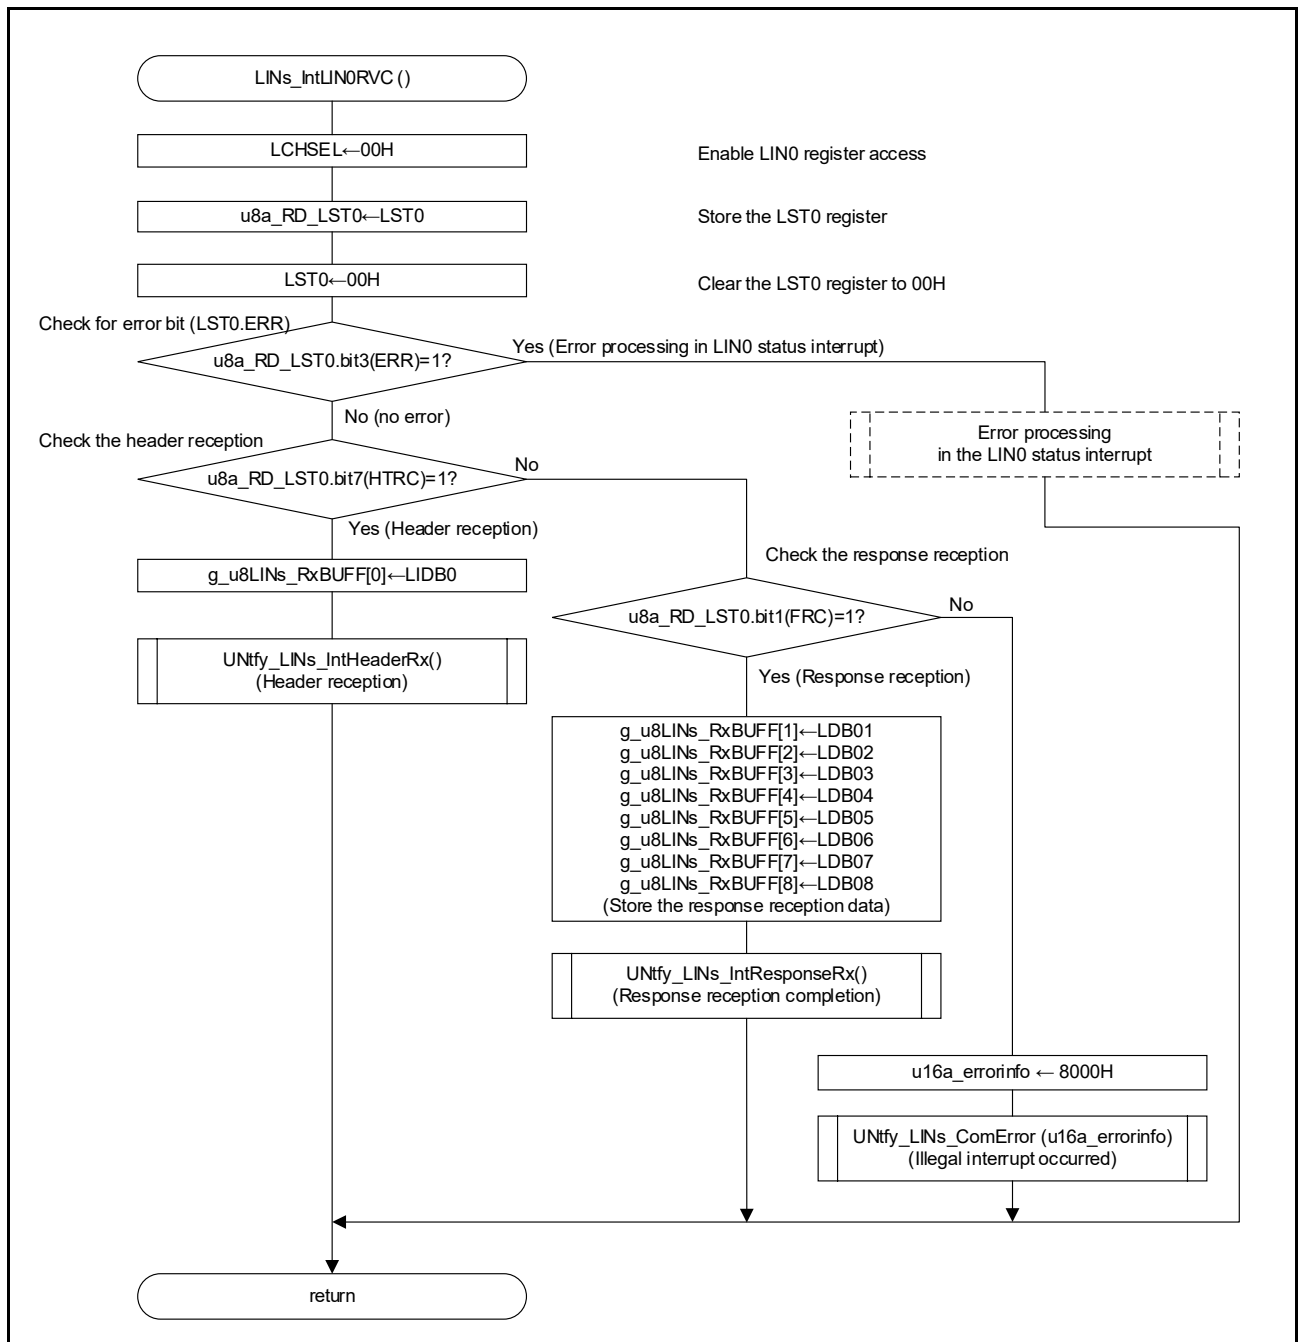 LINs_IntLIN0RVC ()
LCHSEL←00H
Enable LIN0 register access
u8a_RD_LST0←LST0
Store the LST0 register
LST0←00H
Clear the LST0 register to 00H
Check for error bit (LST0.ERR)
u8a_RD_LST0.bit3(ERR)=1?
Yes (Error processing in LIN0 status interrupt)
No (no error)
Error processing
in the LIN0 status interrupt
Check the header reception
u8a_RD_LST0.bit7(HTRC)=1?
No
Yes (Header reception)
g_u8LINs_RxBUFF[0]←LIDB0
UNtfy_LINs_IntHeaderRx()
(Header reception)
Check the response reception
u8a_RD_LST0.bit1(FRC)=1?
No
Yes (Response reception)
g_u8LINs_RxBUFF[1]←LDB01
g_u8LINs_RxBUFF[2]←LDB02
g_u8LINs_RxBUFF[3]←LDB03
g_u8LINs_RxBUFF[4]←LDB04
g_u8LINs_RxBUFF[5]←LDB05
g_u8LINs_RxBUFF[6]←LDB06
g_u8LINs_RxBUFF[7]←LDB07
g_u8LINs_RxBUFF[8]←LDB08
(Store the response reception data)
UNtfy_LINs_IntResponseRx()
(Response reception completion)
u16a_errorinfo ← 8000H
UNtfy_LINs_ComError (u16a_errorinfo)
(Illegal interrupt occurred)
return